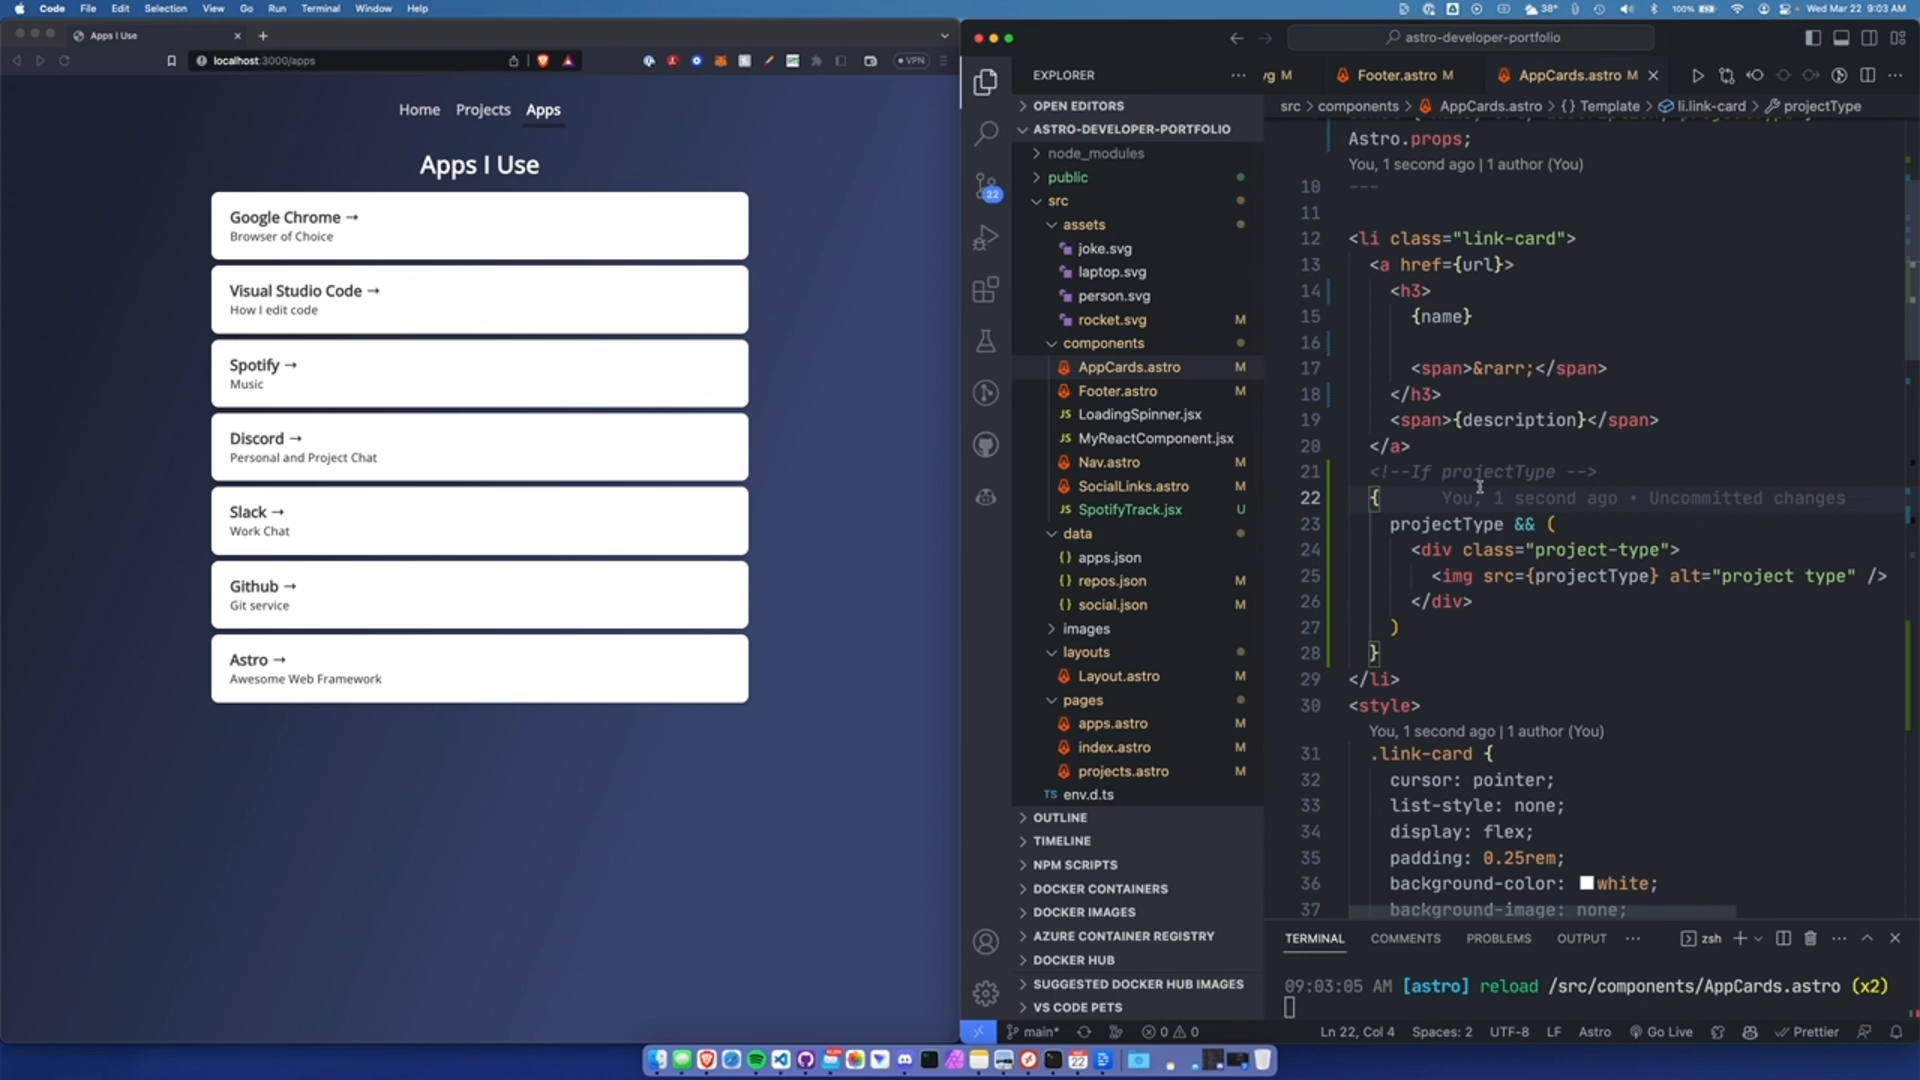 Code File Edit Selection View Go Run Terminal Window Help
38° 100% Wed Mar 22 9:03 AM
Apps I Use
localhost:3000/apps
VPN
Home Projects Apps
Apps I Use
Google Chrome →
Browser of Choice
Visual Studio Code →
How I edit code
Spotify →
Music
Discord →
Personal and Project Chat
Slack →
Work Chat
Github →
Git service
Astro →
Awesome Web Framework
astro-developer-portfolio
EXPLORER
OPEN EDITORS
ASTRO-DEVELOPER-PORTFOLIO
node_modules
public
src
assets
joke.svg
laptop.svg
person.svg
rocket.svg M
components
AppCards.astro M
Footer.astro M
LoadingSpinner.jsx
MyReactComponent.jsx
Nav.astro M
SocialLinks.astro M
SpotifyTrack.jsx U
data
apps.json
repos.json M
social.json M
images
layouts
Layout.astro M
pages
apps.astro M
index.astro M
projects.astro M
env.d.ts
OUTLINE
TIMELINE
NPM SCRIPTS
DOCKER CONTAINERS
DOCKER IMAGES
AZURE CONTAINER REGISTRY
DOCKER HUB
SUGGESTED DOCKER HUB IMAGES
VS CODE PETS
22
vg M Footer.astro M AppCards.astro M
src > components > AppCards.astro > {} Template > li.link-card > projectType
Astro.props;
You, 1 second ago | 1 author (You)
10 ---
11
12 <li class="link-card">
13 <a href={url}>
14 <h3>
15 {name}
16
17 <span>&rarr;</span>
18 </h3>
19 <span>{description}</span>
20 </a>
21 <!--If projectType -->
22 { You, 1 second ago • Uncommitted changes
23 projectType && (
24 <div class="project-type">
25 <img src={projectType} alt="project type" />
26 </div>
27 )
28 }
29 </li>
30 <style>
You, 1 second ago | 1 author (You)
31 .link-card {
32 cursor: pointer;
33 list-style: none;
34 display: flex;
35 padding: 0.25rem;
36 background-color: white;
37 background-image: none;
TERMINAL COMMENTS PROBLEMS OUTPUT zsh
09:03:05 AM [astro] reload /src/components/AppCards.astro (x2)
main* 0 0 Ln 22, Col 4 Spaces: 2 UTF-8 LF Astro Go Live Prettier
22